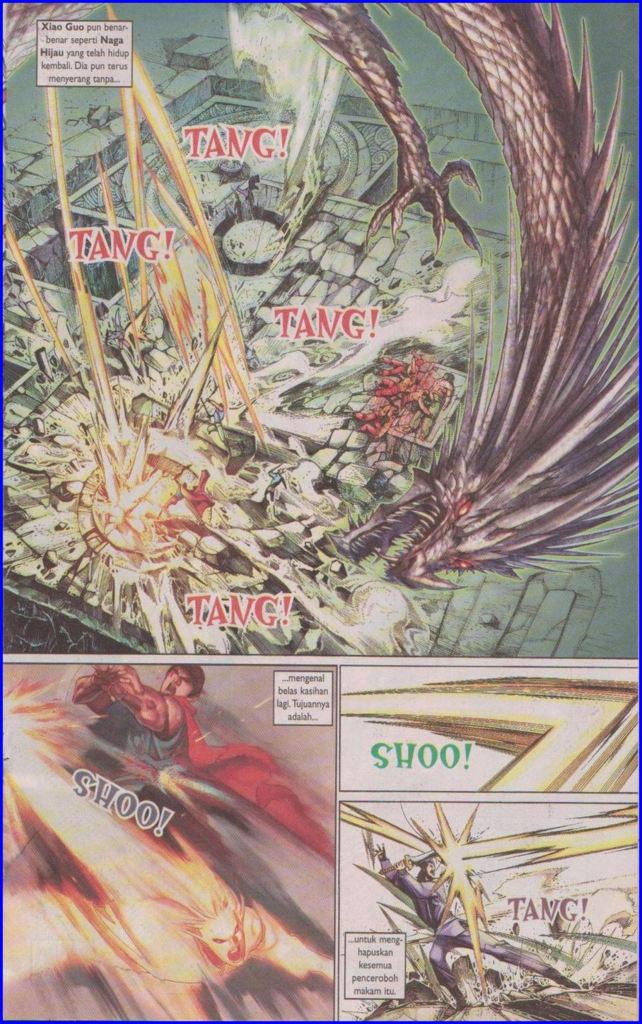 Xiao Guo pun benar-
benar seperti Naga
Hijau yang telah hidup
kembali. Dia pun terus
menyerang tanpa...
TANG!
TANG!
TANG!
TANG!
...mengenal
belas kasihan
lagi. Tujuannya
adalah...
SHOO!
SHOO!
TANG!
...untuk meng-
hapuskan
kesemua
penceroboh
makam itu.